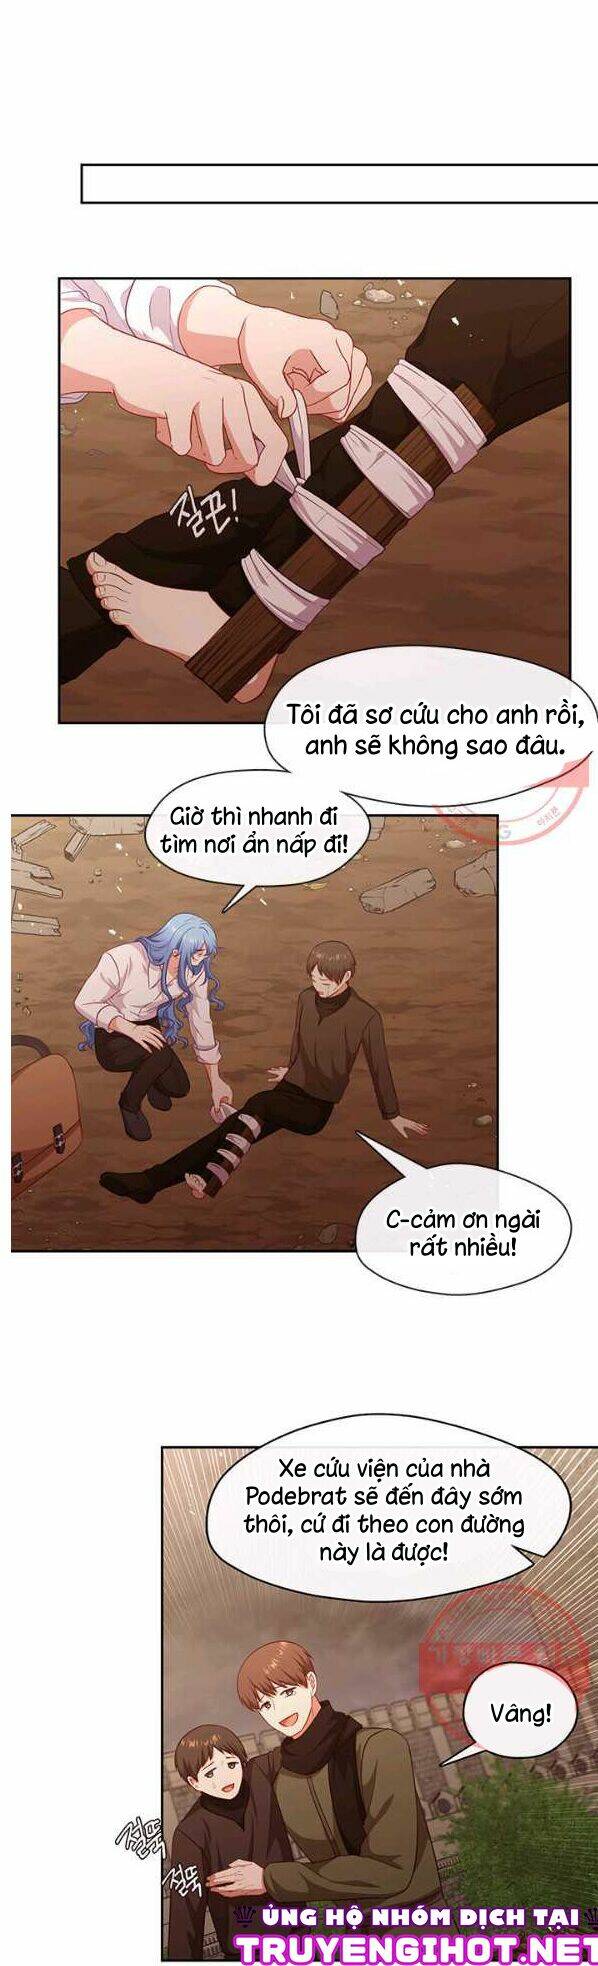 질끈!
Tôi đã sơ cứu cho anh rồi,
anh sẽ không sao đâu.
Giờ thì nhanh đi
tìm nơi ẩn nấp đi!
C-cảm ơn ngài
rất nhiều!
Xe cứu viện của nhà
Podebrat sẽ đến đây sớm
thôi, cứ đi theo con đường
này là được!
Vâng!
절뚝
절뚝
ỦNG HỘ NHÓM DỊCH TẠI
TRUYENGIHOT.NET